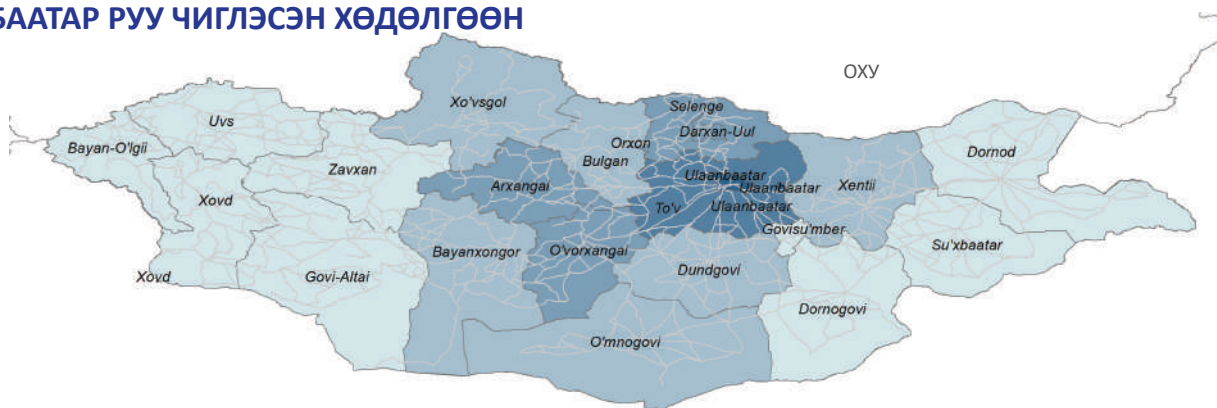 БААТАР РУУ ЧИГЛЭСЭН ХӨДӨЛГӨӨН
ОХУ
Xo'vsgol
Selenge
Uvs
Darxan-Uul
Bayan-O'lgii
Orxon
Bulgan
Dornod
Zavxan
Ulaanbaatar
Arxangai
Ulaanbaatar
Xentii
Xovd
To'v
Ulaanbaatar
Govisu'mber
Bayanxongor
O'vorxangai
Su'xbaatar
Xovd
Govi-Altai
Dundgovi
Dornogovi
O'mnogovi